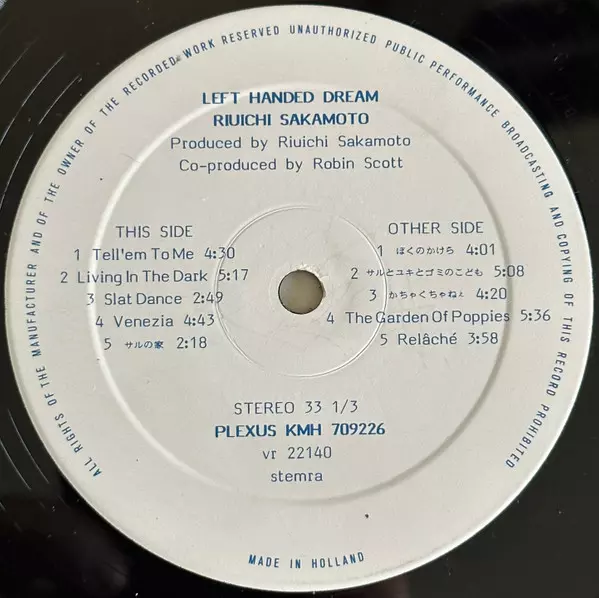 ALL RIGHTS OF THE MANUFACTURER AND OF THE OWNER OF THE RECORDED WORK RESERVED UNAUTHORIZED PUBLIC PERFORMANCE BROADCASTING AND COPYING OF THIS RECORD PROHIBITED
LEFT HANDED DREAM
RIUICHI SAKAMOTO
Produced by Riuichi Sakamoto
Co-produced by Robin Scott
THIS SIDE
1 Tell'em To Me 4:30
2 Living In The Dark 5:17
3 Slat Dance 2:49
4 Venezia 4:43
5 サルの家 2:18
OTHER SIDE
1 ぼくのかけら 4:01
2 サルとユキとゴミのこども 5:08
3 かちゃくちゃねぇ 4:20
4 The Garden Of Poppies 5:36
5 Relâché 3:58
STEREO 33 1/3
PLEXUS KMH 709226
vr 22140
stemra
MADE IN HOLLAND